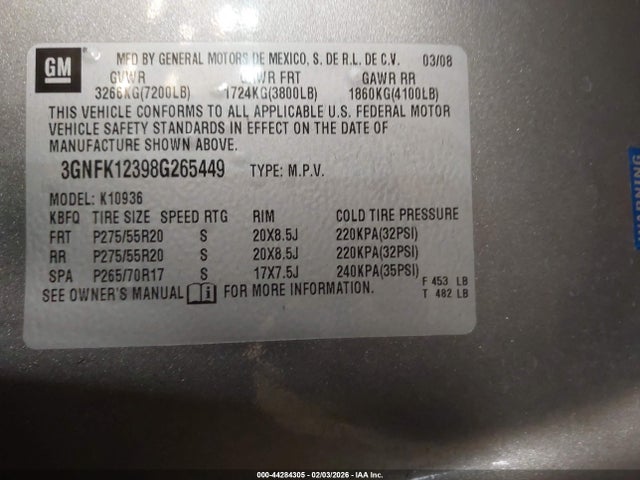 GM
MFD BY GENERAL MOTORS DE MEXICO, S. DE R.L. DE C.V. 03/08
GVWR GAWR FRT GAWR RR
3266KG(7200LB) 1724KG(3800LB) 1860KG(4100LB)
THIS VEHICLE CONFORMS TO ALL APPLICABLE U.S. FEDERAL MOTOR
VEHICLE SAFETY STANDARDS IN EFFECT ON THE DATE OF
MANUFACTURE SHOWN ABOVE.
3GNFK12398G265449 TYPE: M.P.V.
MODEL: K10936
KBFQ TIRE SIZE SPEED RTG RIM COLD TIRE PRESSURE
FRT P275/55R20 S 20X8.5J 220KPA(32PSI)
RR P275/55R20 S 20X8.5J 220KPA(32PSI)
SPA P265/70R17 S 17X7.5J 240KPA(35PSI)
SEE OWNER'S MANUAL FOR MORE INFORMATION.
F 453 LB
T 482 LB
WARNING
000-44284305 - 02/03/2026 - IAA Inc.